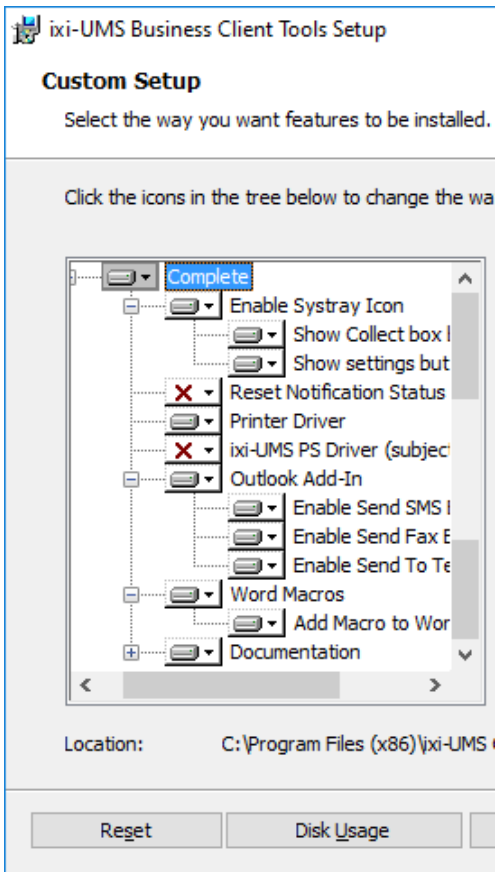 ixi-UMS Business Client Tools Setup
Custom Setup
Select the way you want features to be installed.
Click the icons in the tree below to change the wa
Complete
Enable Systray Icon
Show Collect box
Show settings but
Reset Notification Status
Printer Driver
ixi-UMS PS Driver (subject
Outlook Add-In
Enable Send SMS
Enable Send Fax
Enable Send To Te
Word Macros
Add Macro to Wor
Documentation
Location: C:\Program Files (x86)\ixi-UMS
Reset Disk Usage